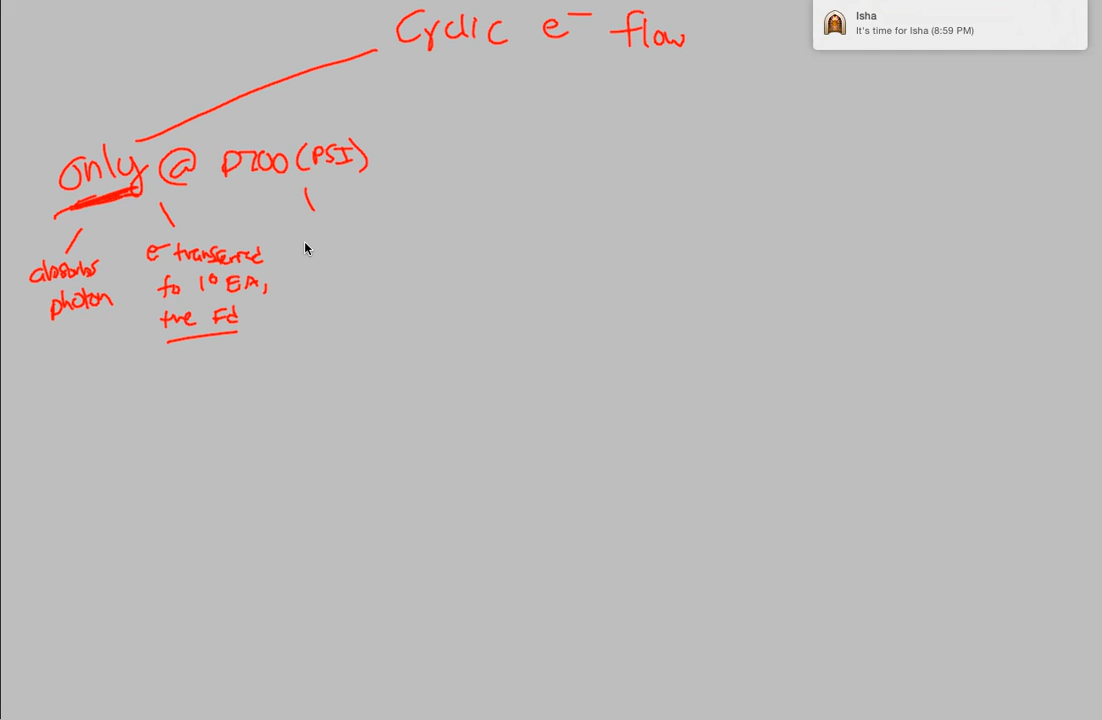 Cyclic e⁻ flow
Isha
It's time for Isha (8:59 PM)
only @ P700 (PSI)
absorbs
photon
e⁻ transferred
to 1° EA,
the Fd